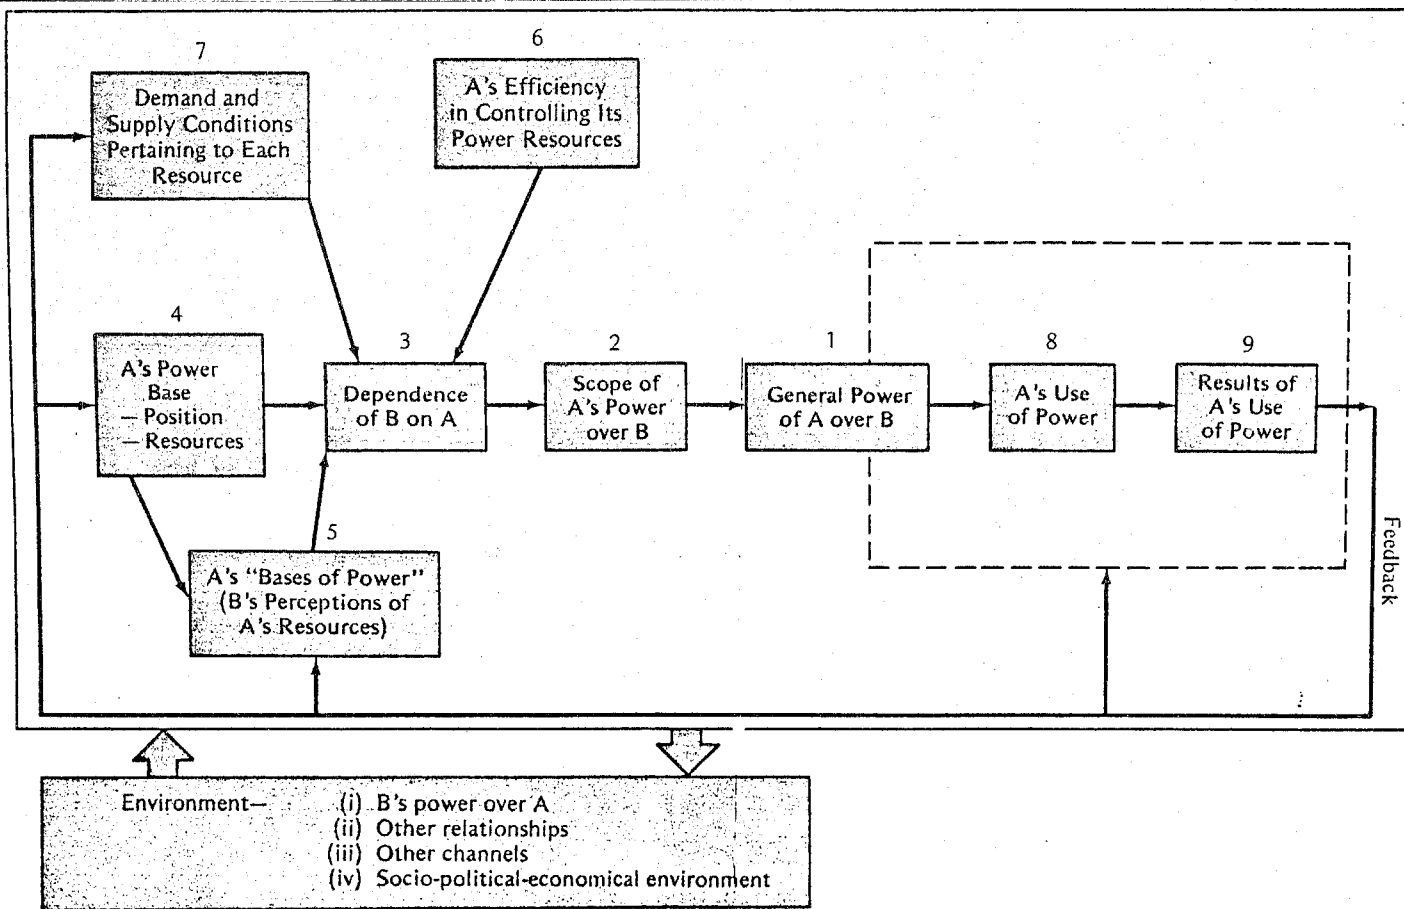 7
Demand and
Supply Conditions
Pertaining to Each
Resource
6
A's Efficiency
in Controlling Its
Power Resources
4
A's Power
Base
— Position
— Resources
3
Dependence
of B on A
2
Scope of
A's Power
over B
1
General Power
of A over B
8
A's Use
of Power
9
Results of
A's Use
of Power
5
A's "Bases of Power"
(B's Perceptions of
A's Resources)
Feedback
Environment— (i) B's power over A
(ii) Other relationships
(iii) Other channels
(iv) Socio-political-economical environment